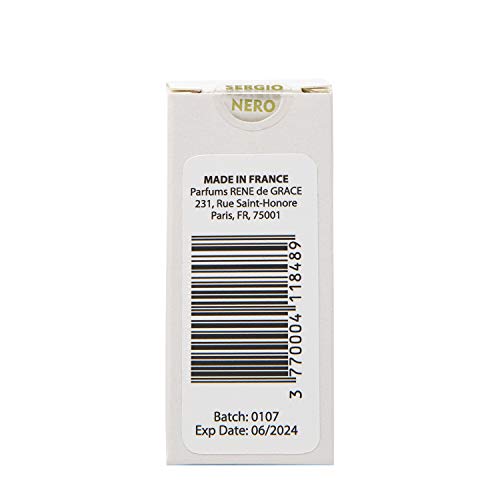 SERGIO
NERO
MADE IN FRANCE
Parfums RENE de GRACE
231, Rue Saint-Honore
Paris, FR, 75001
3 770004 118489
Batch: 0107
Exp Date: 06/2024